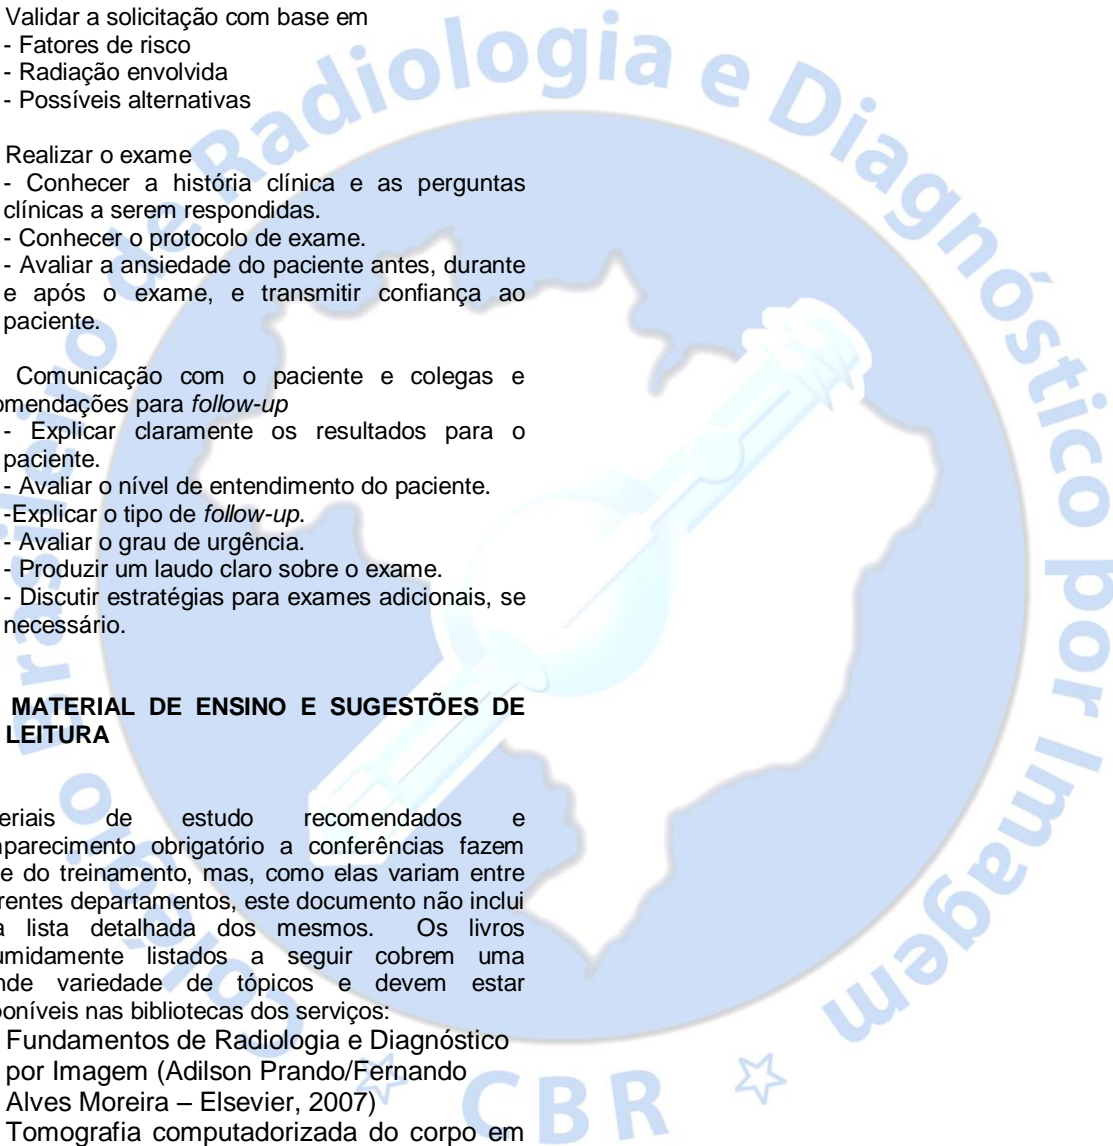 Validar a solicitação com base em
- Fatores de risco
- Radiação envolvida
- Possíveis alternativas
Realizar o exame
- Conhecer a história clínica e as perguntas
clínicas a serem respondidas.
- Conhecer o protocolo de exame.
- Avaliar a ansiedade do paciente antes, durante
e após o exame, e transmitir confiança ao
paciente.
Comunicação com o paciente e colegas e
omendações para follow-up
- Explicar claramente os resultados para o
paciente.
- Avaliar o nível de entendimento do paciente.
-Explicar o tipo de follow-up.
- Avaliar o grau de urgência.
- Produzir um laudo claro sobre o exame.
- Discutir estratégias para exames adicionais, se
necessário.
MATERIAL DE ENSINO E SUGESTÕES DE
LEITURA
eriais de estudo recomendados e
parecimento obrigatório a conferências fazem
e do treinamento, mas, como elas variam entre
rentes departamentos, este documento não inclui
a lista detalhada dos mesmos. Os livros
umidamente listados a seguir cobrem uma
nde variedade de tópicos e devem estar
poníveis nas bibliotecas dos serviços:
Fundamentos de Radiologia e Diagnóstico
por Imagem (Adilson Prando/Fernando
Alves Moreira – Elsevier, 2007)
Tomografia computadorizada do corpo em
Colégio Brasileiro de Radiologia e Diagnóstico por Imagem
☆ CBR ☆